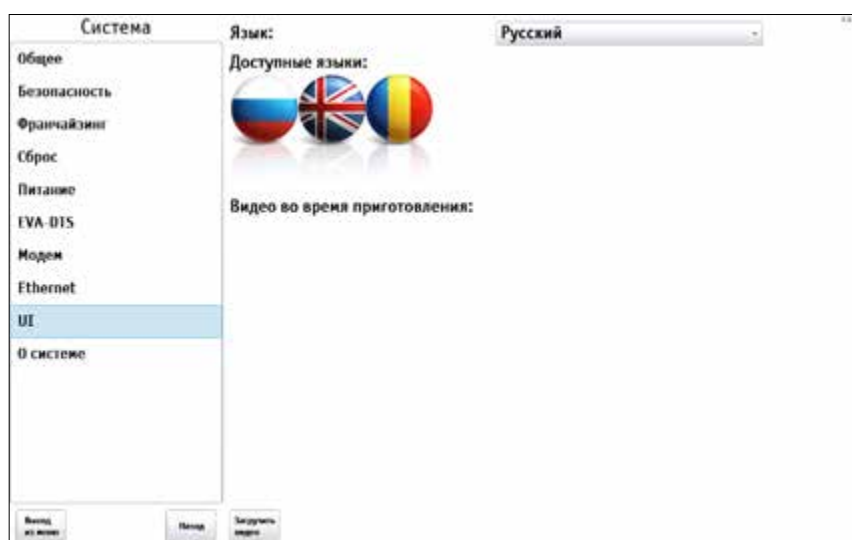 Система
Общее
Безопасность
Франчайзинг
Сброс
Питание
EVA-DTS
Модем
Ethernet
UI
О системе
Язык:
Русский
Доступные языки:
Видео во время приготовления:
Выход
из меню
Назад
Загрузить
видео